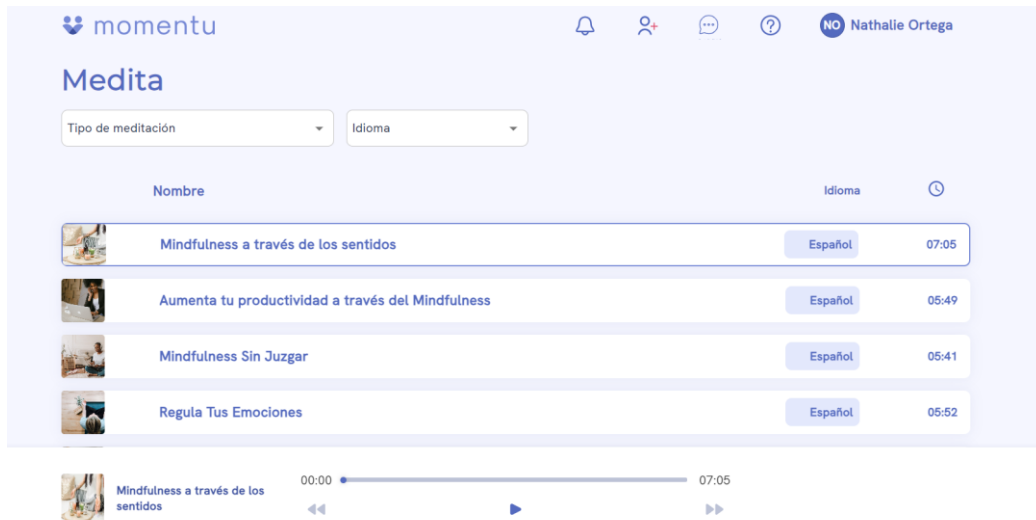 momentu
NO Nathalie Ortega
Medita
Tipo de meditación Idioma
Nombre Idioma
Mindfulness a través de los sentidos Español 07:05
Aumenta tu productividad a través del Mindfulness Español 05:49
Mindfulness Sin Juzgar Español 05:41
Regula Tus Emociones Español 05:52
00:00 07:05
Mindfulness a través de los
sentidos